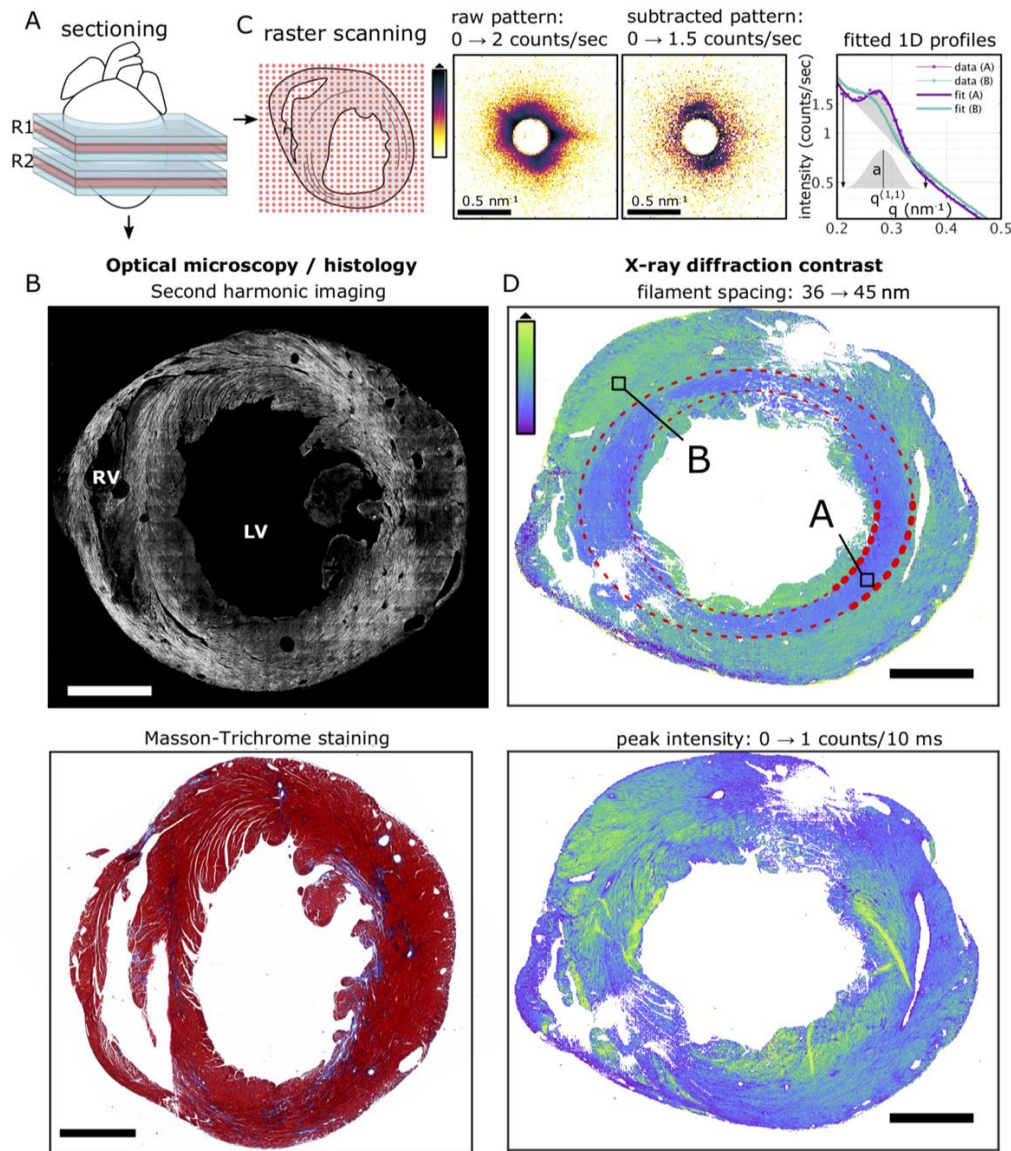 A
sectioning
R1
R2
C
raster scanning
raw pattern:
0 → 2 counts/sec
0.5 nm⁻¹
subtracted pattern:
0 → 1.5 counts/sec
0.5 nm⁻¹
fitted 1D profiles
intensity (counts/sec)
1.5
1
0.5
data (A)
data (B)
fit (A)
fit (B)
a
q⁽¹,¹⁾
q (nm⁻¹)
0.2 0.3 0.4 0.5
Optical microscopy / histology
B
Second harmonic imaging
RV
LV
Masson-Trichrome staining
X-ray diffraction contrast
D
filament spacing: 36 → 45 nm
B
A
peak intensity: 0 → 1 counts/10 ms